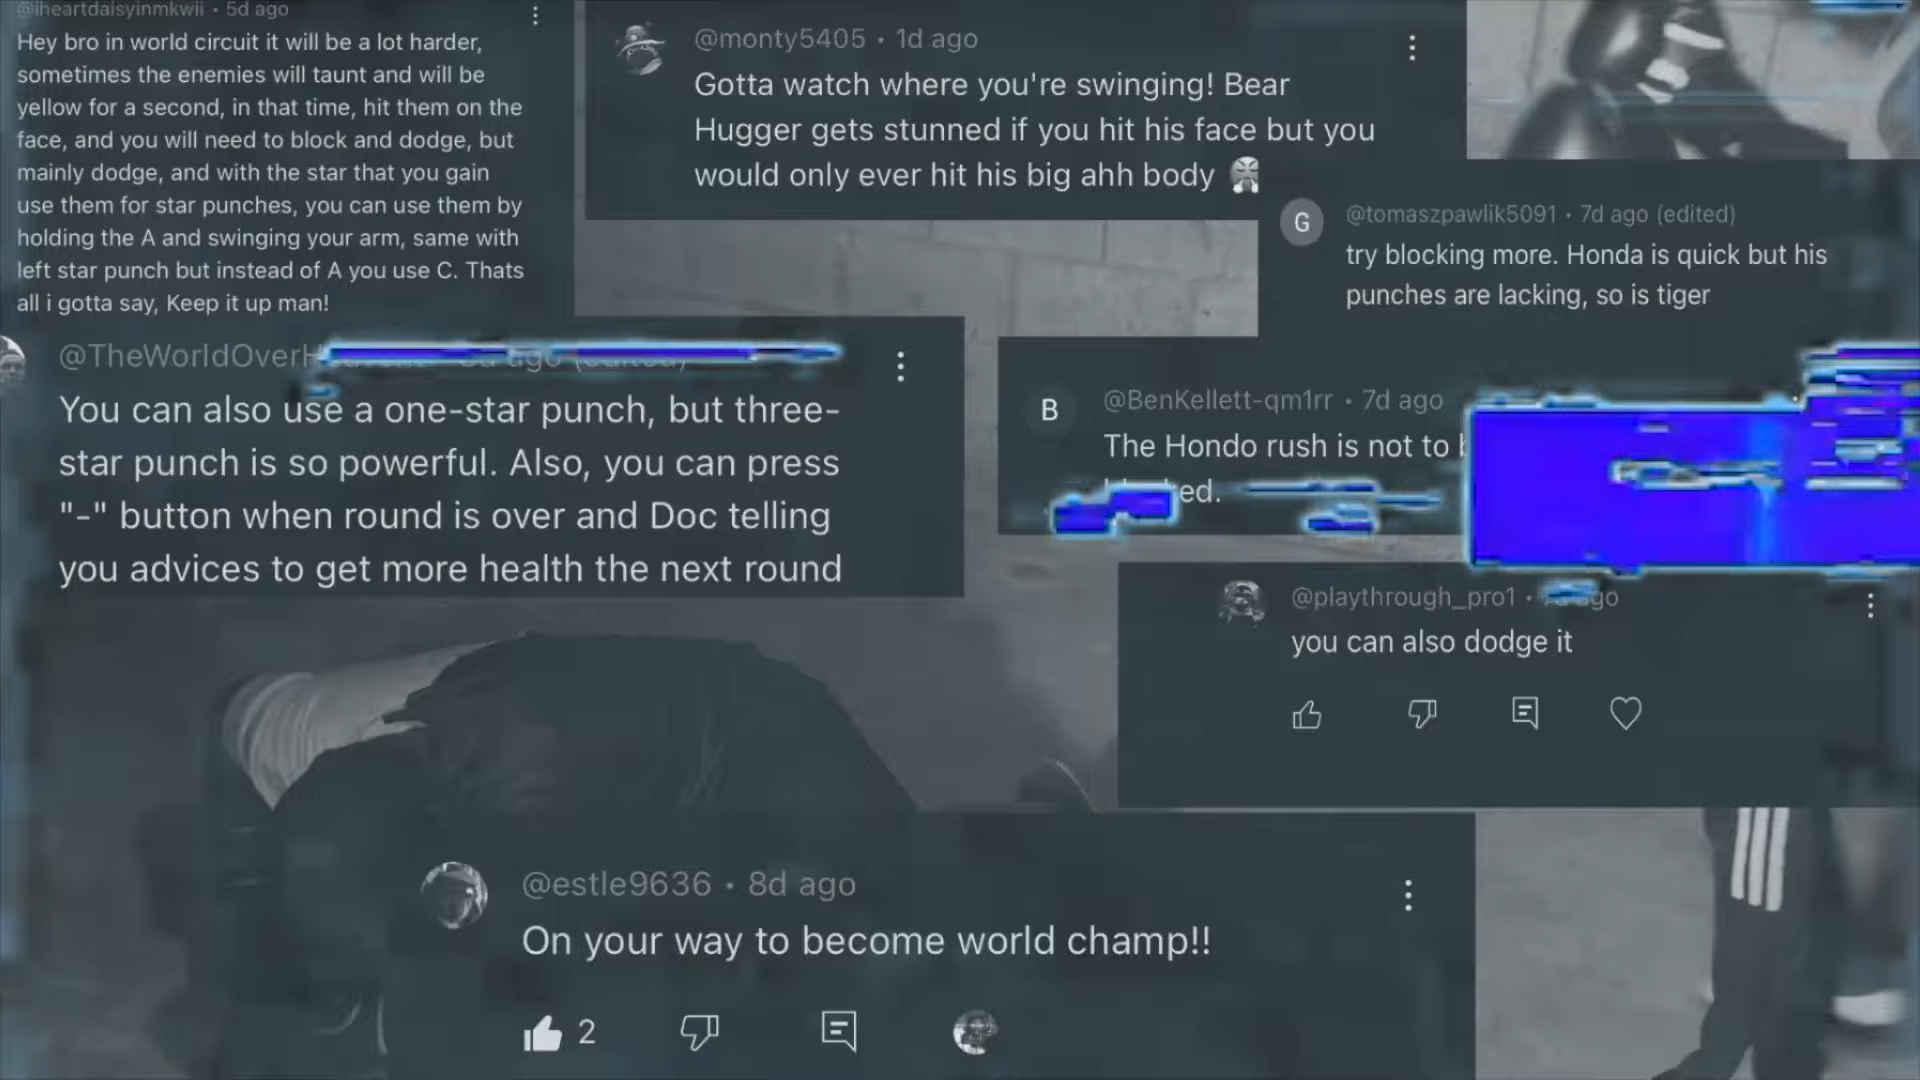 @iheartdaisyinmkwii • 5d ago
Hey bro in world circuit it will be a lot harder,
sometimes the enemies will taunt and will be
yellow for a second, in that time, hit them on the
face, and you will need to block and dodge, but
mainly dodge, and with the star that you gain
use them for star punches, you can use them by
holding the A and swinging your arm, same with
left star punch but instead of A you use C. Thats
all i gotta say, Keep it up man!
@monty5405 • 1d ago
Gotta watch where you're swinging! Bear
Hugger gets stunned if you hit his face but you
would only ever hit his big ahh body 😤
G
@tomaszpawlik5091 • 7d ago (edited)
try blocking more. Honda is quick but his
punches are lacking, so is tiger
ago (edited)
You can also use a one-star punch, but three-
star punch is so powerful. Also, you can press
"-" button when round is over and Doc telling
you advices to get more health the next round
B
@BenKellett-qm1rr • 7d ago
The Hondo rush is not to
@playthrough_pro1 • ago
you can also dodge it
@estle9636 • 8d ago
On your way to become world champ!!
2